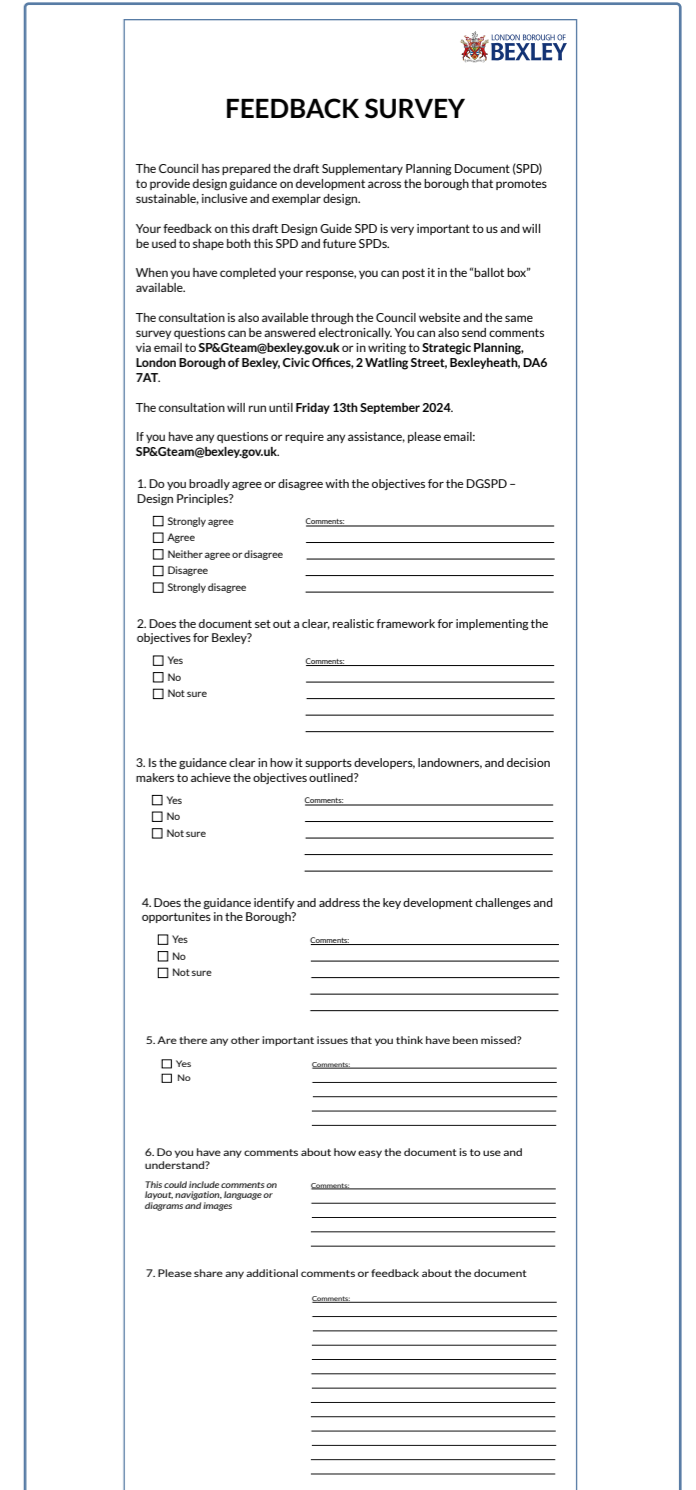 LONDON BOROUGH OF
BEXLEY
FEEDBACK SURVEY
The Council has prepared the draft Supplementary Planning Document (SPD)
to provide design guidance on development across the borough that promotes
sustainable, inclusive and exemplar design.
Your feedback on this draft Design Guide SPD is very important to us and will
be used to shape both this SPD and future SPDs.
When you have completed your response, you can post it in the “ballot box”
available.
The consultation is also available through the Council website and the same
survey questions can be answered electronically. You can also send comments
via email to SP&Gteam@bexley.gov.uk or in writing to Strategic Planning,
London Borough of Bexley, Civic Offices, 2 Watling Street, Bexleyheath, DA6
7AT.
The consultation will run until Friday 13th September 2024.
If you have any questions or require any assistance, please email:
SP&Gteam@bexley.gov.uk.
1. Do you broadly agree or disagree with the objectives for the DGSPD –
Design Principles?
Strongly agree
Comments:
Agree
Neither agree or disagree
Disagree
Strongly disagree
2. Does the document set out a clear, realistic framework for implementing the
objectives for Bexley?
Yes
Comments:
No
Not sure
3. Is the guidance clear in how it supports developers, landowners, and decision
makers to achieve the objectives outlined?
Yes
Comments:
No
Not sure
4. Does the guidance identify and address the key development challenges and
opportunites in the Borough?
Yes
Comments:
No
Not sure
5. Are there any other important issues that you think have been missed?
Yes
Comments:
No
6. Do you have any comments about how easy the document is to use and
understand?
This could include comments on
Comments:
layout, navigation, language or
diagrams and images
7. Please share any additional comments or feedback about the document
Comments: